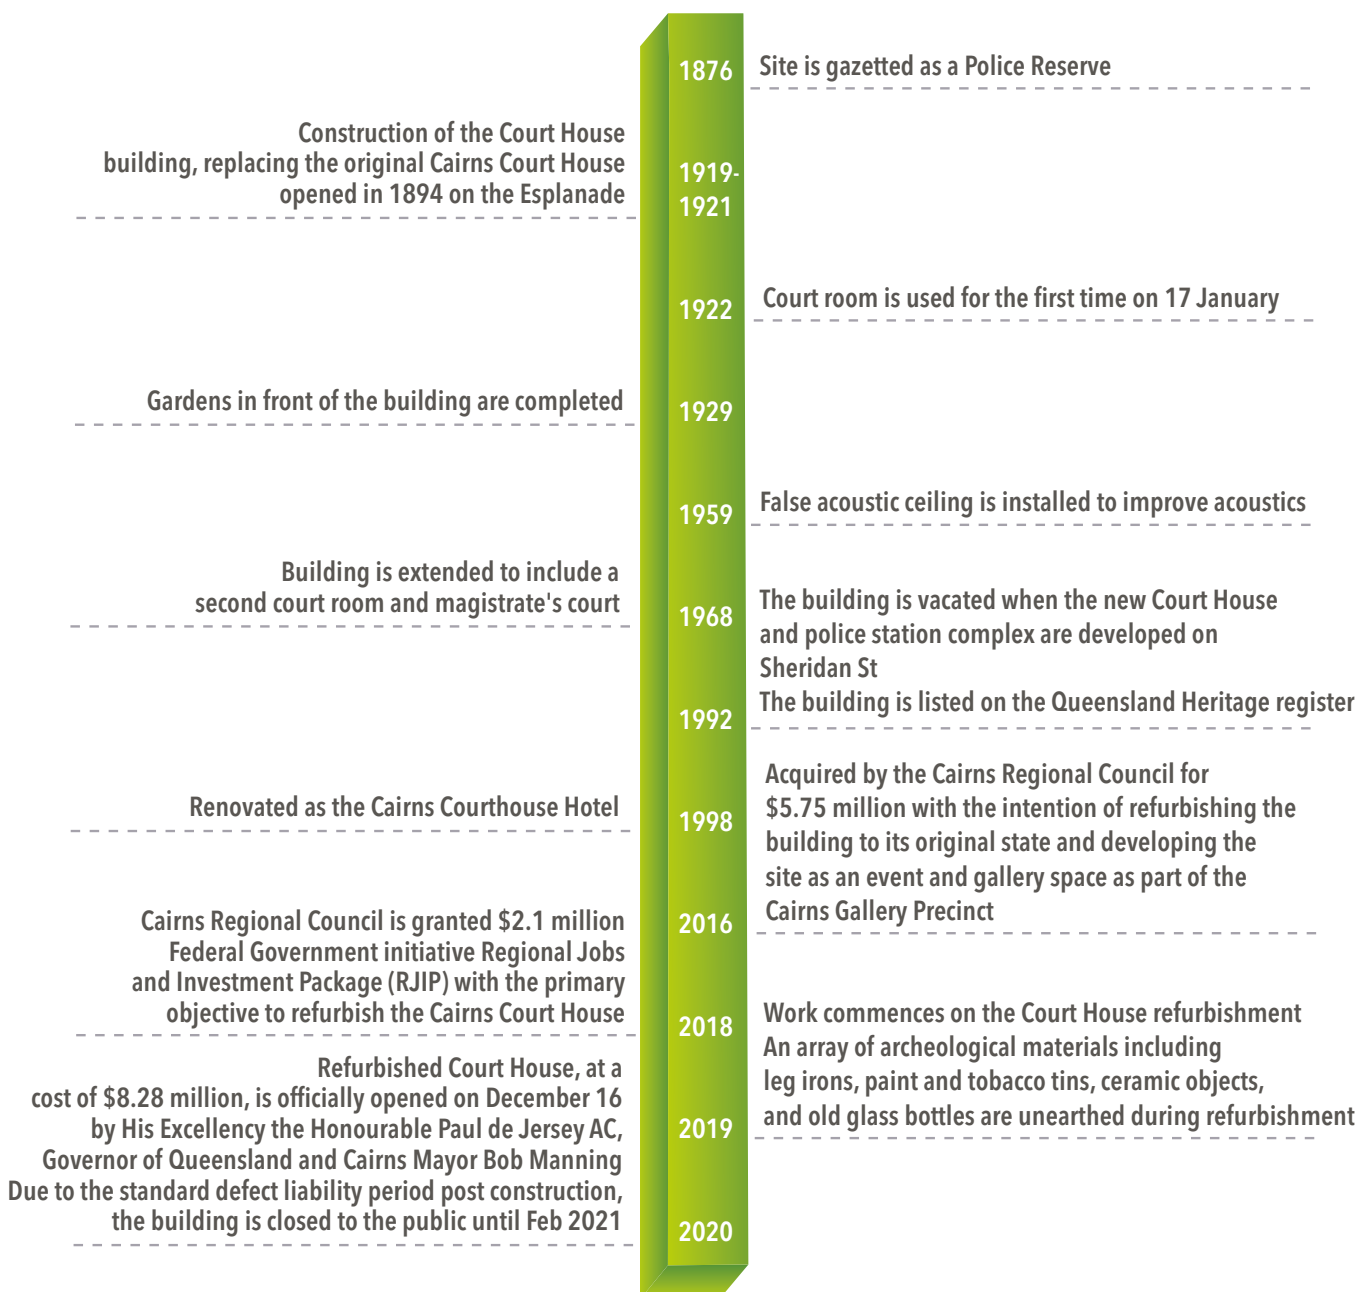 1876
Site is gazetted as a Police Reserve
Construction of the Court House
building, replacing the original Cairns Court House
opened in 1894 on the Esplanade
1919-
1921
Court room is used for the first time on 17 January
1922
Gardens in front of the building are completed
1929
False acoustic ceiling is installed to improve acoustics
1959
Building is extended to include a
second court room and magistrate's court
1968
The building is vacated when the new Court House
and police station complex are developed on
Sheridan St
The building is listed on the Queensland Heritage register
1992
Renovated as the Cairns Courthouse Hotel
1998
Acquired by the Cairns Regional Council for
$5.75 million with the intention of refurbishing the
building to its original state and developing the
site as an event and gallery space as part of the
Cairns Gallery Precinct
2016
Cairns Regional Council is granted $2.1 million
Federal Government initiative Regional Jobs
and Investment Package (RJIP) with the primary
objective to refurbish the Cairns Court House
2018
Work commences on the Court House refurbishment
An array of archeological materials including
leg irons, paint and tobacco tins, ceramic objects,
and old glass bottles are unearthed during refurbishment
2019
Refurbished Court House, at a
cost of $8.28 million, is officially opened on December 16
by His Excellency the Honourable Paul de Jersey AC,
Governor of Queensland and Cairns Mayor Bob Manning
Due to the standard defect liability period post construction,
the building is closed to the public until Feb 2021
2020